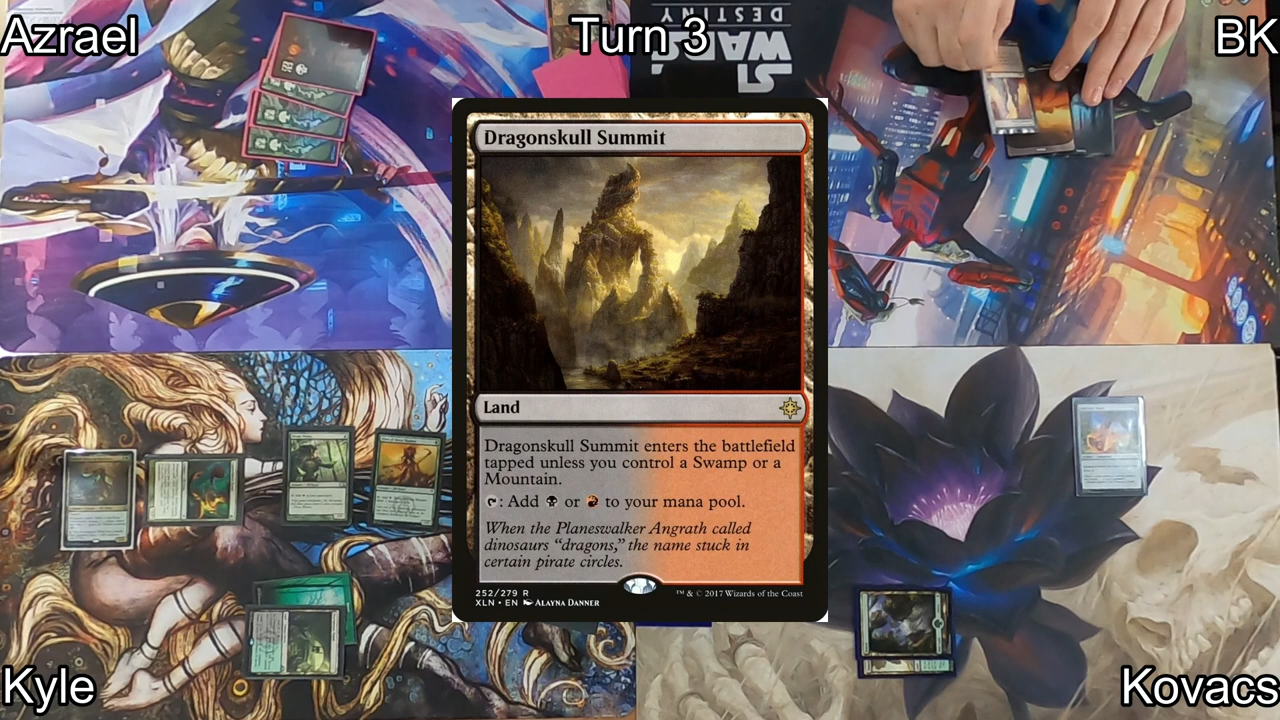 Azrael
Turn 3
BK
DESTINY
WARS
Dragonskull Summit
Land
Dragonskull Summit enters the battlefield
tapped unless you control a Swamp or a
Mountain.
: Add or to your mana pool.
When the Planeswalker Angrath called
dinosaurs “dragons,” the name stuck in
certain pirate circles.
252/279 R
XLN • EN ALAYNA DANNER
™ & © 2017 Wizards of the Coast
Kyle
Kovacs